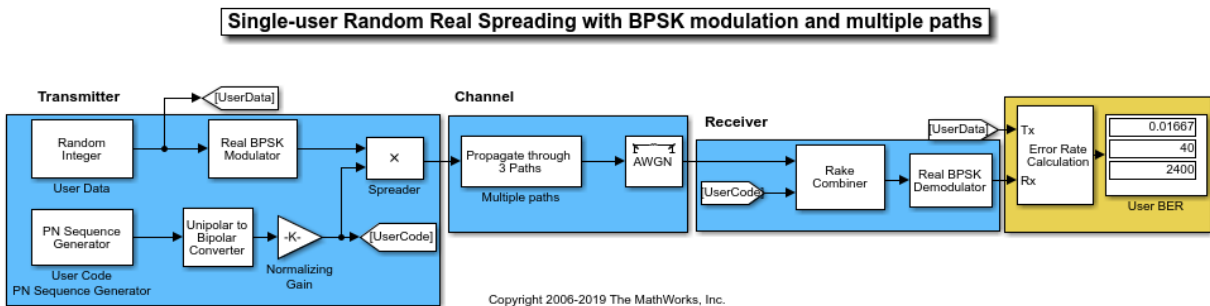 Single-user Random Real Spreading with BPSK modulation and multiple paths
Transmitter
[UserData]
Random
Integer
User Data
Real BPSK
Modulator
×
Spreader
PN Sequence
Generator
User Code
PN Sequence Generator
Unipolar to
Bipolar
Converter
-K-
Normalizing
Gain
[UserCode]
Channel
Propagate through
3 Paths
Multiple paths
AWGN
Receiver
[UserCode]
Rake
Combiner
Real BPSK
Demodulator
[UserData]
Tx
Error Rate
Calculation
Rx
0.01667
40
2400
User BER
Copyright 2006-2019 The MathWorks, Inc.